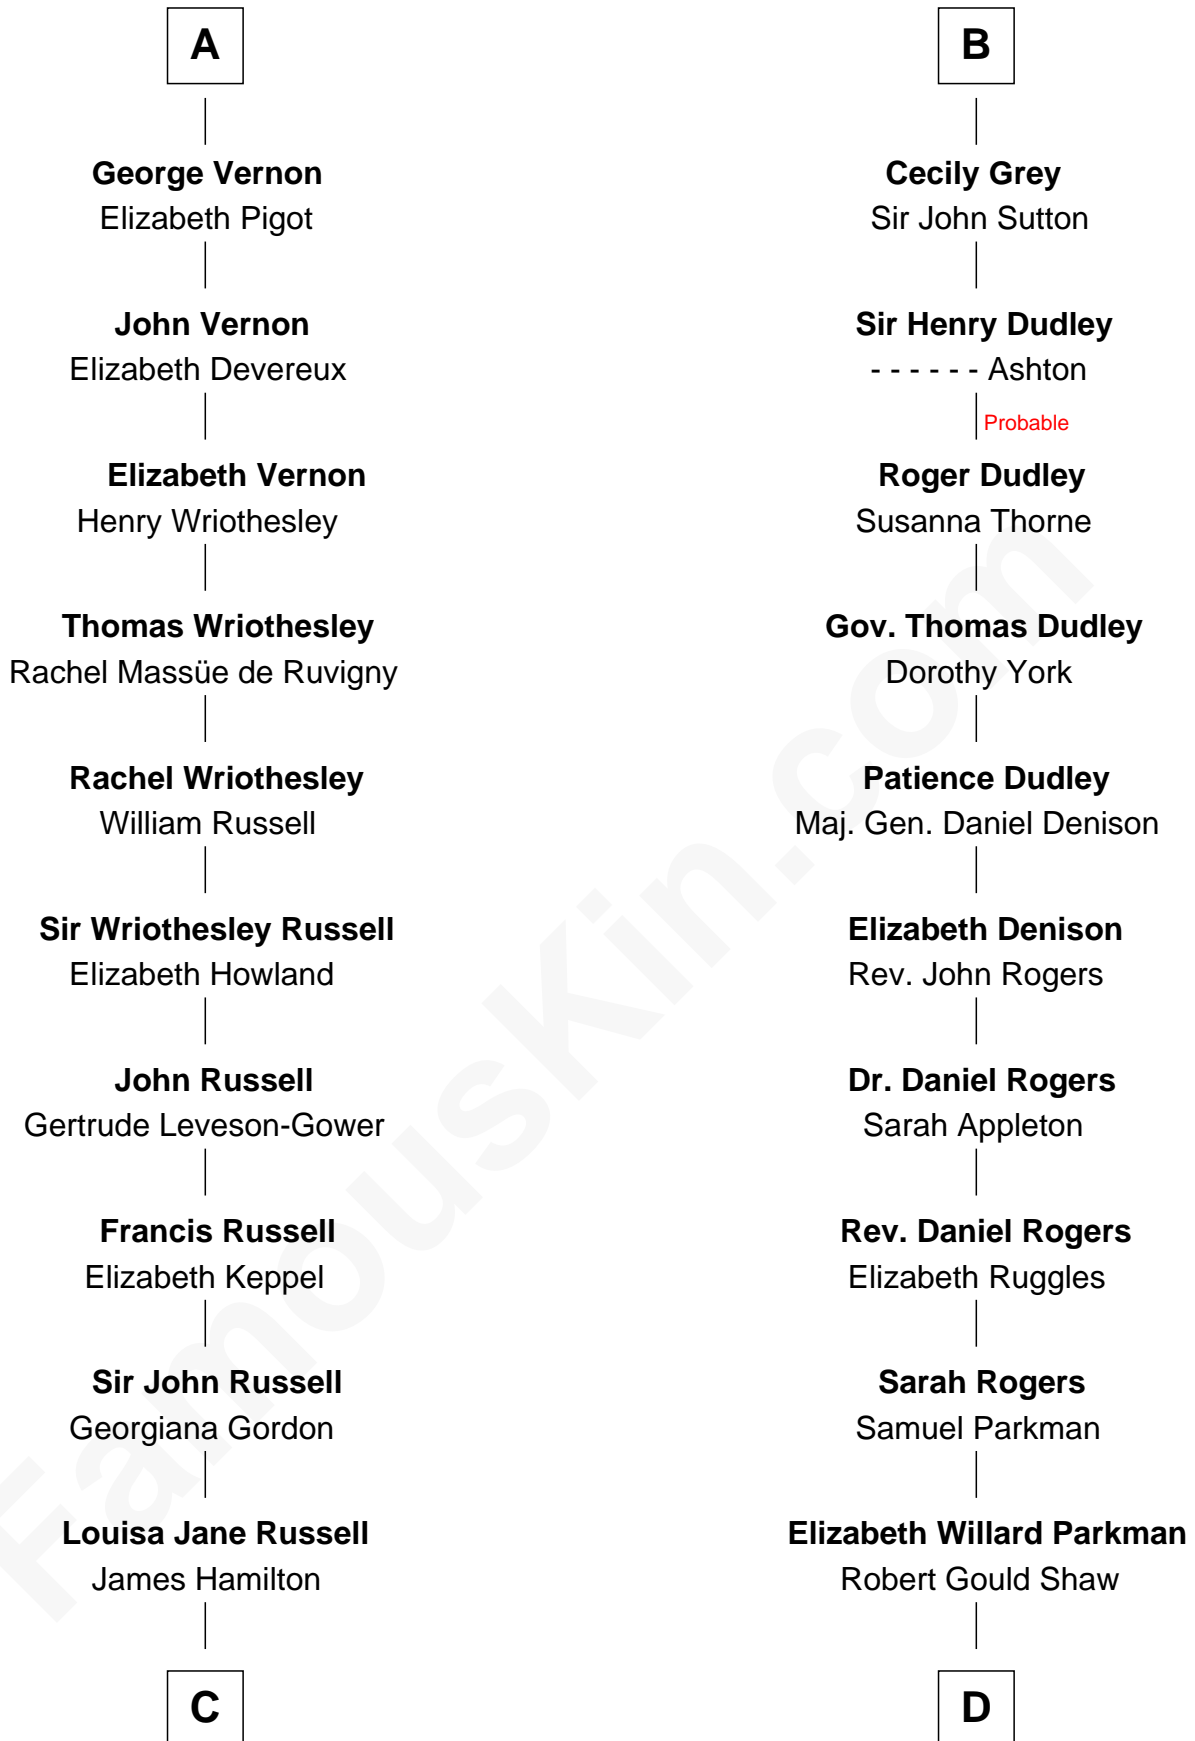 A
George Vernon
Elizabeth Pigot
John Vernon
Elizabeth Devereux
Elizabeth Vernon
Henry Wriothesley
Thomas Wriothesley
Rachel Massüe de Ruvigny
Rachel Wriothesley
William Russell
Sir Wriothesley Russell
Elizabeth Howland
John Russell
Gertrude Leveson-Gower
Francis Russell
Elizabeth Keppel
Sir John Russell
Georgiana Gordon
Louisa Jane Russell
James Hamilton
C
B
Cecily Grey
Sir John Sutton
Sir Henry Dudley
- - - - - - Ashton
Probable
Roger Dudley
Susanna Thorne
Gov. Thomas Dudley
Dorothy York
Patience Dudley
Maj. Gen. Daniel Denison
Elizabeth Denison
Rev. John Rogers
Dr. Daniel Rogers
Sarah Appleton
Rev. Daniel Rogers
Elizabeth Ruggles
Sarah Rogers
Samuel Parkman
Elizabeth Willard Parkman
Robert Gould Shaw
D
FamousKin.com